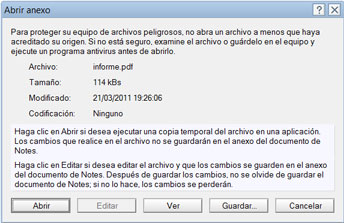 Abrir anexo
Para proteger su equipo de archivos peligrosos, no abra un archivo a menos que haya
acreditado su origen. Si no está seguro, examine el archivo o guárdelo en el equipo y
ejecute un programa antivirus antes de abrirlo.
Archivo: informe.pdf
Tamaño: 114 kBs
Modificado: 21/03/2011 19:26:06
Codificación: Ninguno
Haga clic en Abrir si desea ejecutar una copia temporal del archivo en una aplicación.
Los cambios que realice en el archivo no se guardarán en el anexo del documento de
Notes.
Haga clic en Editar si desea editar el archivo y que los cambios se guarden en el anexo
del documento de Notes. Después de guardar los cambios, no se olvide de guardar el
documento de Notes; si no lo hace, los cambios se perderán.
Abrir Editar Ver Guardar... Cancelar